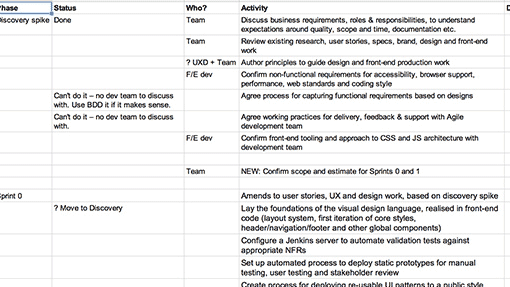 Phase Status Who? Activity D
Discovery spike Done Team Discuss business requirements, roles & responsibilities, to understand
expectations around quality, scope and time, documentation etc.
Team Review existing research, user stories, specs, brand, design and front-end
work
? UXD + Team Author principles to guide design and front-end production work
F/E dev Confirm non-functional requirements for accessibility, browser support,
performance, web standards and coding style
Can't do it – no dev team to discuss
with. Use BDD it if it makes sense.
Agree process for capturing functional requirements based on designs
Can't do it – no dev team to discuss
with.
Agree working practices for delivery, feedback & support with Agile
development team
F/E dev Confirm front-end tooling and approach to CSS and JS architecture with
development team
Team NEW: Confirm scope and estimate for Sprints 0 and 1
Sprint 0 Amends to user stories, UX and design work, based on discovery spike
? Move to Discovery Lay the foundations of the visual design language, realised in front-end
code (layout system, first iteration of core styles,
header/navigation/footer and other global components)
Configure a Jenkins server to automate validation tests against
appropriate NFRs
Set up automated process to deploy static prototypes for manual
testing, user testing and stakeholder review
Create process for deploying re-usable UI patterns to a public style